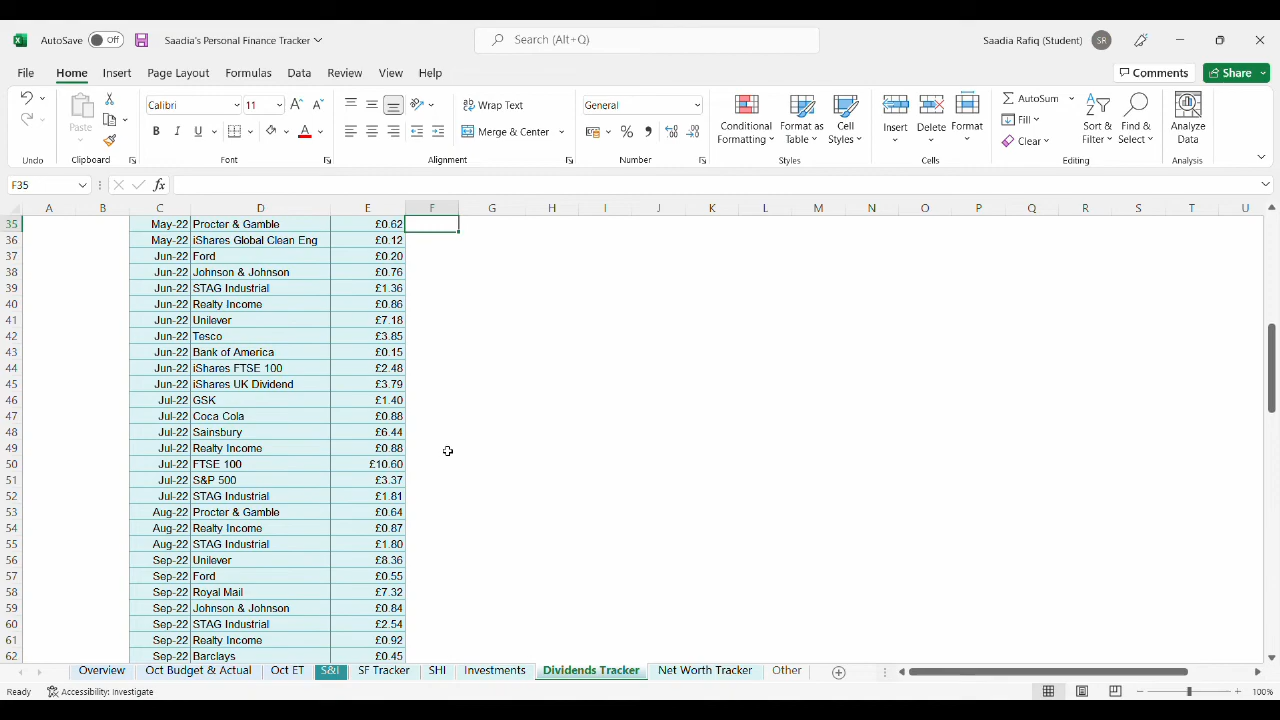 AutoSave Off Saadia's Personal Finance Tracker Search (Alt+Q) Saadia Rafiq (Student) SR
File Home Insert Page Layout Formulas Data Review View Help Comments Share
Calibri 11 Wrap Text General AutoSum
Paste Conditional Formatting Format as Table Cell Styles Insert Delete Format Fill Sort & Filter Find & Select Analyze Data
B I U Merge & Center % Clear
Undo Clipboard Font Alignment Number Styles Cells Editing Analysis
F35 fx
A B C D E F G H I J K L M N O P Q R S T U
35 May-22 Procter & Gamble £0.62
36 May-22 iShares Global Clean Eng £0.12
37 Jun-22 Ford £0.20
38 Jun-22 Johnson & Johnson £0.76
39 Jun-22 STAG Industrial £1.36
40 Jun-22 Realty Income £0.86
41 Jun-22 Unilever £7.18
42 Jun-22 Tesco £3.85
43 Jun-22 Bank of America £0.15
44 Jun-22 iShares FTSE 100 £2.48
45 Jun-22 iShares UK Dividend £3.79
46 Jul-22 GSK £1.40
47 Jul-22 Coca Cola £0.88
48 Jul-22 Sainsbury £6.44
49 Jul-22 Realty Income £0.88
50 Jul-22 FTSE 100 £10.60
51 Jul-22 S&P 500 £3.37
52 Jul-22 STAG Industrial £1.81
53 Aug-22 Procter & Gamble £0.64
54 Aug-22 Realty Income £0.87
55 Aug-22 STAG Industrial £1.80
56 Sep-22 Unilever £8.36
57 Sep-22 Ford £0.55
58 Sep-22 Royal Mail £7.32
59 Sep-22 Johnson & Johnson £0.84
60 Sep-22 STAG Industrial £2.54
61 Sep-22 Realty Income £0.92
62 Sep-22 Barclays £0.45
Overview Oct Budget & Actual Oct ET S&I SF Tracker SHI Investments Dividends Tracker Net Worth Tracker Other
Ready Accessibility: Investigate 100%